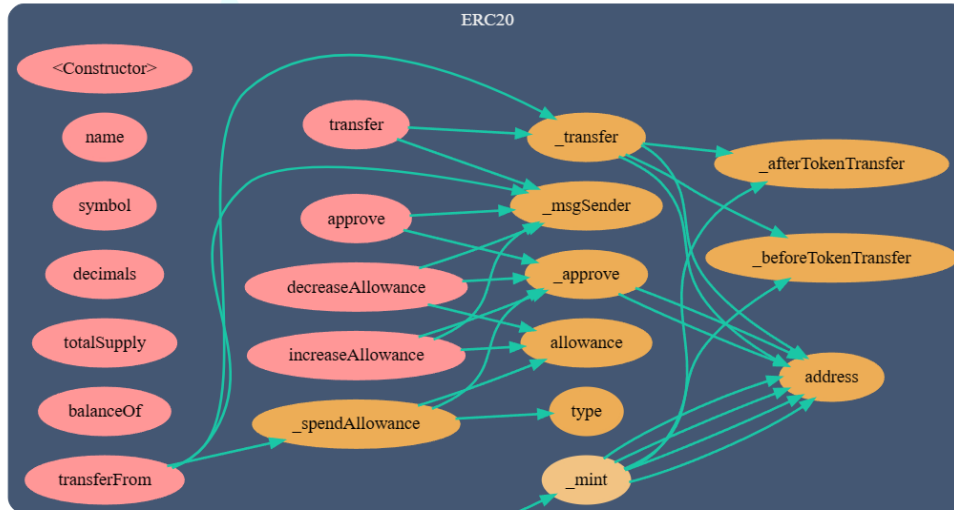 ERC20
<Constructor>
name
symbol
decimals
totalSupply
balanceOf
transferFrom
transfer
approve
decreaseAllowance
increaseAllowance
_spendAllowance
_transfer
_msgSender
_approve
allowance
type
_mint
_afterTokenTransfer
_beforeTokenTransfer
address